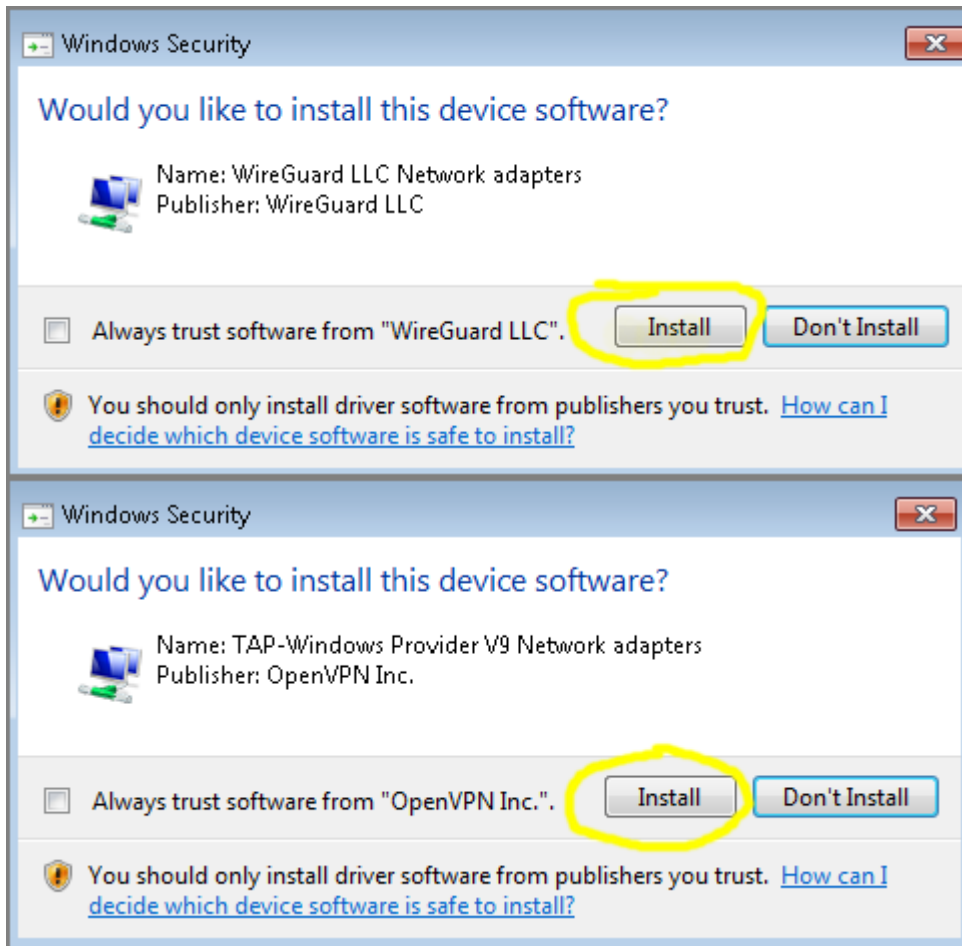 Windows Security
Would you like to install this device software?
Name: WireGuard LLC Network adapters
Publisher: WireGuard LLC
Always trust software from "WireGuard LLC". Install Don't Install
You should only install driver software from publishers you trust. How can I
decide which device software is safe to install?
Windows Security
Would you like to install this device software?
Name: TAP-Windows Provider V9 Network adapters
Publisher: OpenVPN Inc.
Always trust software from "OpenVPN Inc.". Install Don't Install
You should only install driver software from publishers you trust. How can I
decide which device software is safe to install?